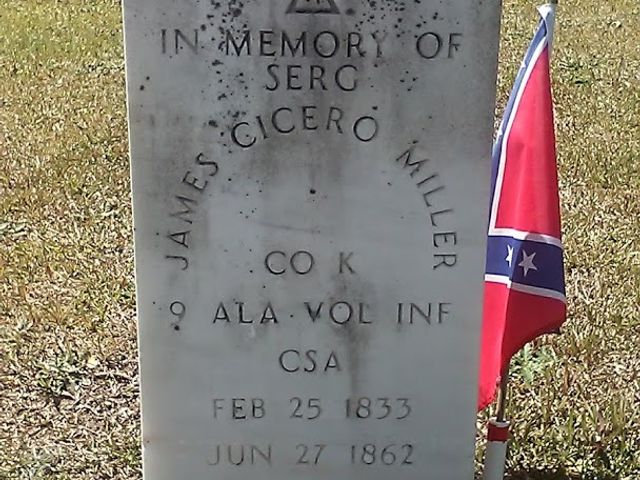 IN MEMORY OF
SERG
JAMES CICERO MILLER
CO K
9 ALA VOL INF
CSA
FEB 25 1833
JUN 27 1862